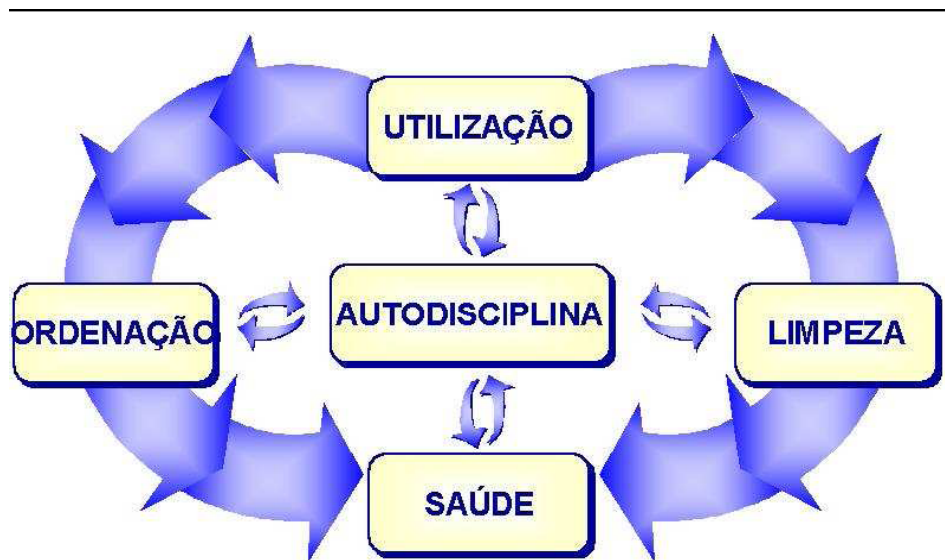 UTILIZAÇÃO
ORDENAÇÃO
AUTODISCIPLINA
LIMPEZA
SAÚDE